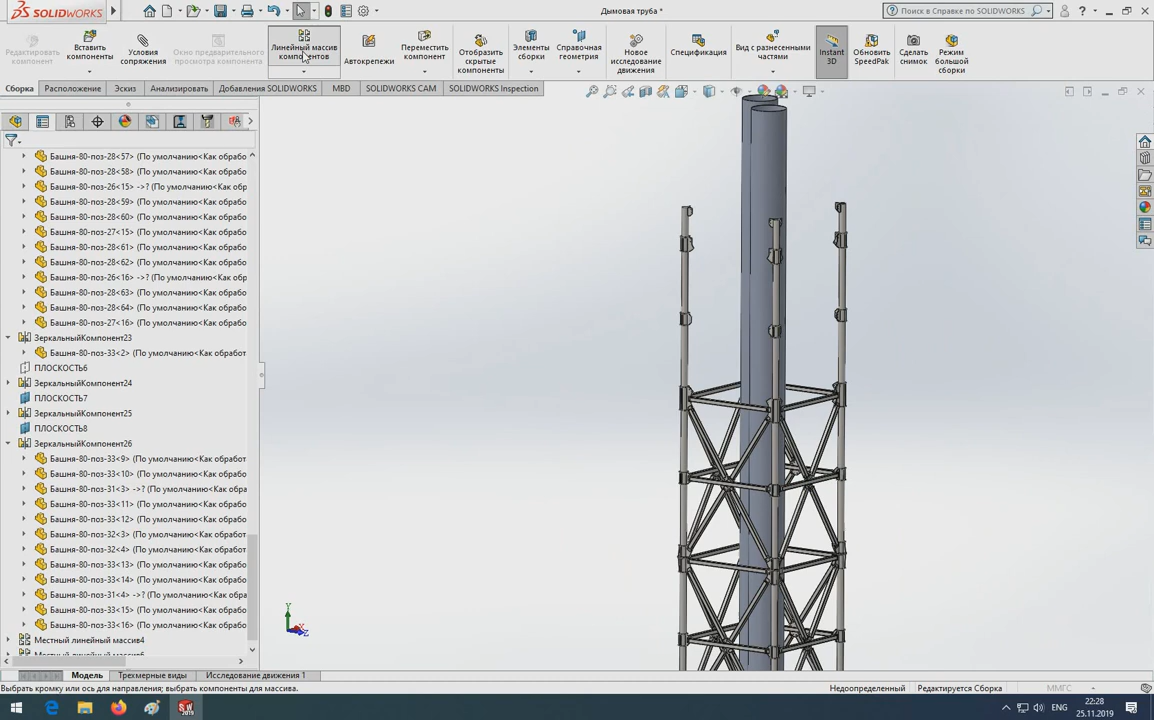 SOLIDWORKS
Дымовая труба *
Поиск в Справке по SOLIDWORKS
Редактировать компонент
Вставить компоненты
Условия сопряжения
Окно предварительного просмотра компонента
Линейный массив компонентов
Автокрепежи
Переместить компонент
Отобразить скрытые компоненты
Элементы сборки
Справочная геометрия
Новое исследование движения
Спецификация
Вид с разнесенными частями
Instant 3D
Обновить SpeedPak
Сделать снимок
Режим большой сборки
Сборка
Расположение
Эскиз
Анализировать
Добавления SOLIDWORKS
MBD
SOLIDWORKS CAM
SOLIDWORKS Inspection
Башня-80-поз-28<57> (По умолчанию<Как обрабо
Башня-80-поз-28<58> (По умолчанию<Как обрабо
Башня-80-поз-26<15> ->? (По умолчанию<Как обр
Башня-80-поз-28<59> (По умолчанию<Как обрабо
Башня-80-поз-28<60> (По умолчанию<Как обрабо
Башня-80-поз-27<15> (По умолчанию<Как обрабо
Башня-80-поз-28<61> (По умолчанию<Как обрабо
Башня-80-поз-28<62> (По умолчанию<Как обрабо
Башня-80-поз-26<16> ->? (По умолчанию<Как обр
Башня-80-поз-28<63> (По умолчанию<Как обрабо
Башня-80-поз-28<64> (По умолчанию<Как обрабо
Башня-80-поз-27<16> (По умолчанию<Как обрабо
ЗеркальныйКомпонент23
Башня-80-поз-33<2> (По умолчанию<Как обработ
ПЛОСКОСТЬ6
ЗеркальныйКомпонент24
ПЛОСКОСТЬ7
ЗеркальныйКомпонент25
ПЛОСКОСТЬ8
ЗеркальныйКомпонент26
Башня-80-поз-33<9> (По умолчанию<Как обработ
Башня-80-поз-33<10> (По умолчанию<Как обрабо
Башня-80-поз-31<3> ->? (По умолчанию<Как обра
Башня-80-поз-33<11> (По умолчанию<Как обрабо
Башня-80-поз-33<12> (По умолчанию<Как обрабо
Башня-80-поз-32<3> (По умолчанию<Как обработ
Башня-80-поз-32<4> (По умолчанию<Как обработ
Башня-80-поз-33<13> (По умолчанию<Как обрабо
Башня-80-поз-33<14> (По умолчанию<Как обрабо
Башня-80-поз-31<4> ->? (По умолчанию<Как обра
Башня-80-поз-33<15> (По умолчанию<Как обрабо
Башня-80-поз-33<16> (По умолчанию<Как обрабо
Местный линейный массив4
Y
X
Z
Модель
Трехмерные виды
Исследование движения 1
Выбрать кромку или ось для направления; выбрать компоненты для массива.
Недоопределенный
Редактируется Сборка
ММГС
ENG
22:28
25.11.2019